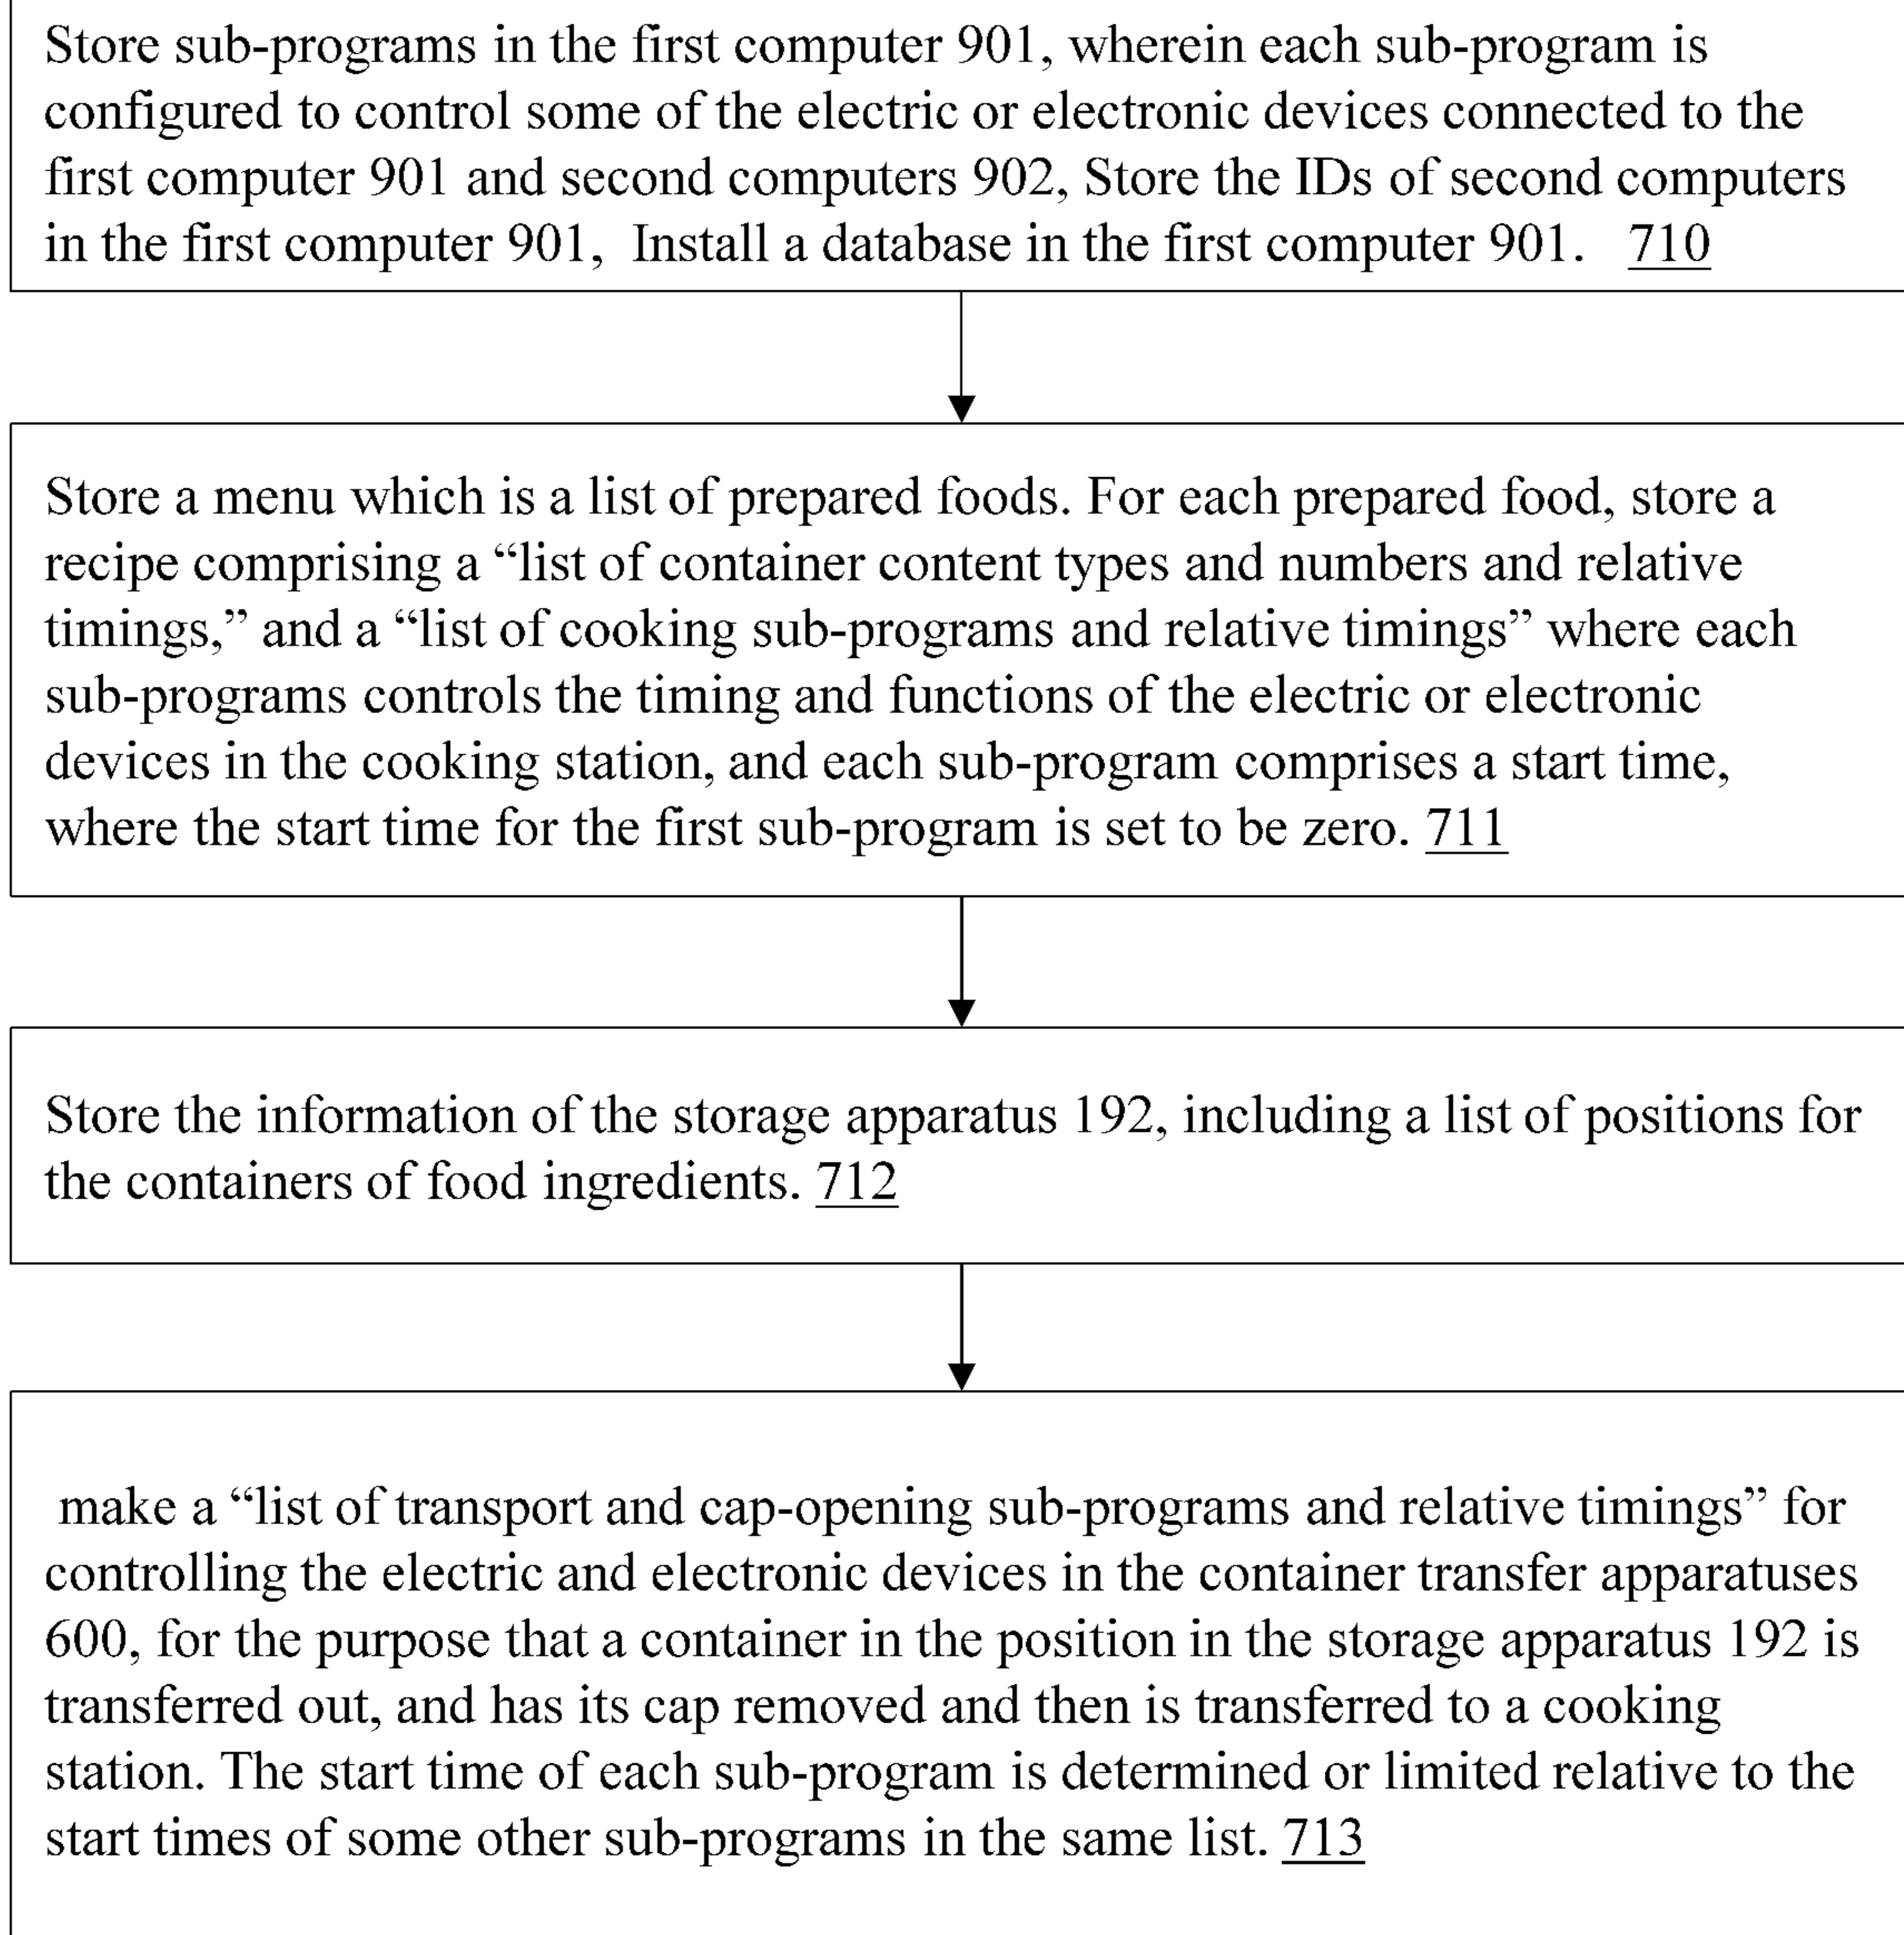 Store sub-programs in the first computer 901, wherein each sub-program is
configured to control some of the electric or electronic devices connected to the
first computer 901 and second computers 902, Store the IDs of second computers
in the first computer 901,  Install a database in the first computer 901.   710
Store a menu which is a list of prepared foods. For each prepared food, store a
recipe comprising a “list of container content types and numbers and relative
timings,” and a “list of cooking sub-programs and relative timings” where each
sub-programs controls the timing and functions of the electric or electronic
devices in the cooking station, and each sub-program comprises a start time,
where the start time for the first sub-program is set to be zero. 711
Store the information of the storage apparatus 192, including a list of positions for
the containers of food ingredients. 712
make a “list of transport and cap-opening sub-programs and relative timings” for
controlling the electric and electronic devices in the container transfer apparatuses
600, for the purpose that a container in the position in the storage apparatus 192 is
transferred out, and has its cap removed and then is transferred to a cooking
station. The start time of each sub-program is determined or limited relative to the
start times of some other sub-programs in the same list. 713